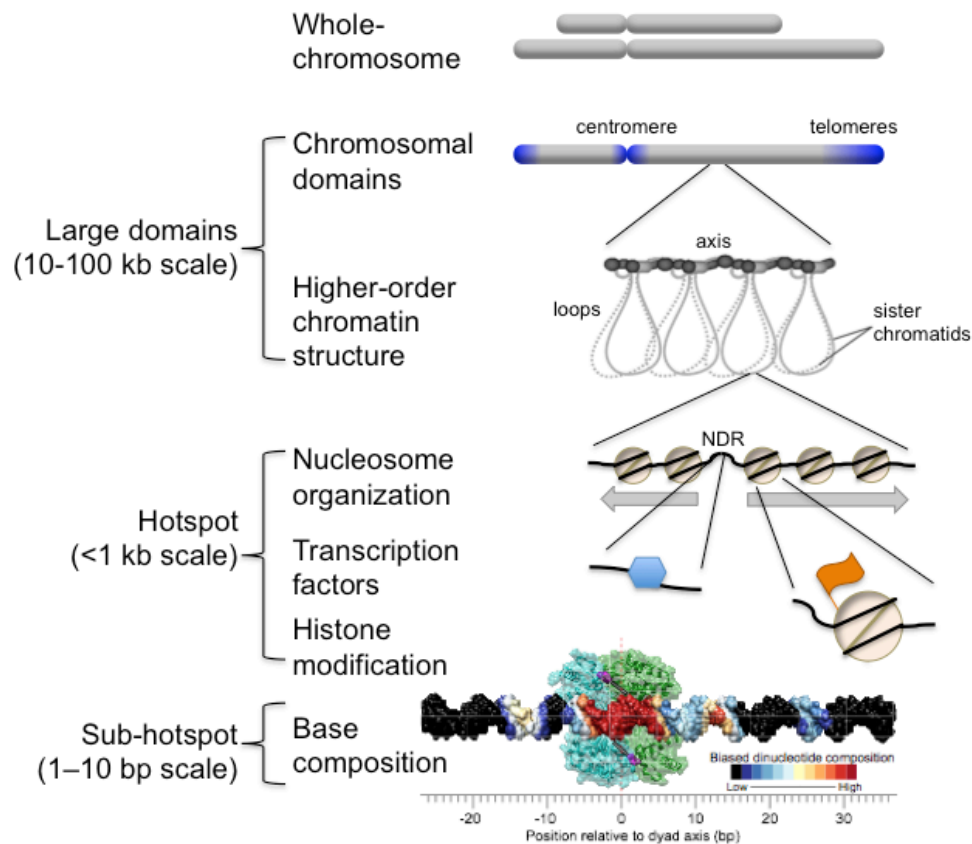 Whole-
chromosome
Chromosomal
domains
centromere
telomeres
Large domains
(10-100 kb scale)
axis
Higher-order
chromatin
structure
loops
sister
chromatids
Hotspot
(<1 kb scale)
Nucleosome
organization
NDR
Transcription
factors
Histone
modification
Sub-hotspot
(1–10 bp scale)
Base
composition
Biased dinucleotide composition
Low
High
-20
-10
0
10
20
30
Position relative to dyad axis (bp)